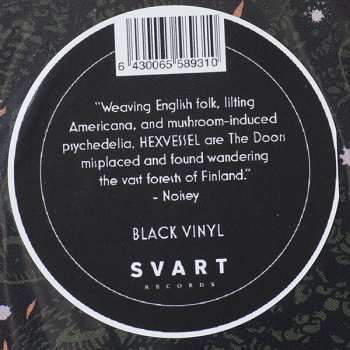 6 430065 589310
"Weaving English folk, lilting
Americana, and mushroom-induced
psychedelia, HEXVESSEL are The Doors
misplaced and found wandering
the vast forests of Finland."
- Noisey
BLACK VINYL
SVART
RECORDS